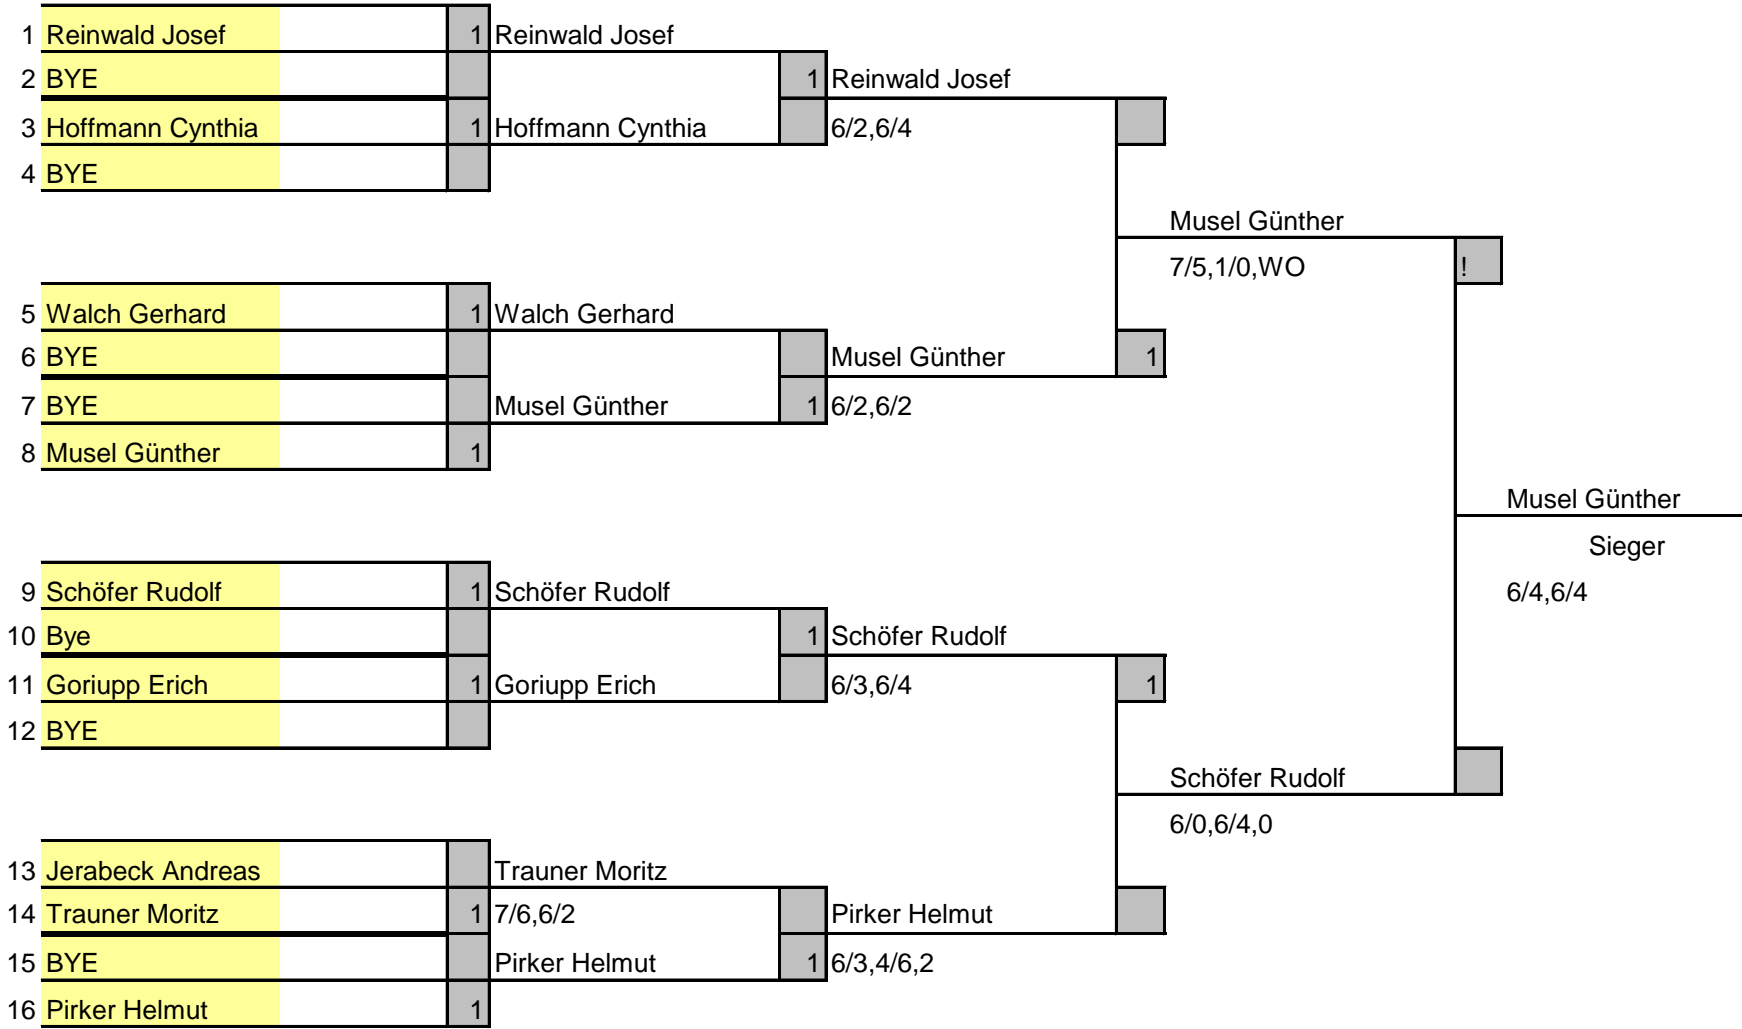 1 Reinwald Josef 1 Reinwald Josef
2 BYE 1 Reinwald Josef
3 Hoffmann Cynthia 1 Hoffmann Cynthia 6/2,6/4
4 BYE
Musel Günther
7/5,1/0,WO !
5 Walch Gerhard 1 Walch Gerhard
6 BYE Musel Günther 1
7 BYE Musel Günther 1 6/2,6/2
8 Musel Günther 1
Musel Günther
Sieger
9 Schöfer Rudolf 1 Schöfer Rudolf 6/4,6/4
10 Bye 1 Schöfer Rudolf
11 Goriupp Erich 1 Goriupp Erich 6/3,6/4 1
12 BYE
Schöfer Rudolf
6/0,6/4,0
13 Jerabeck Andreas Trauner Moritz
14 Trauner Moritz 1 7/6,6/2 Pirker Helmut
15 BYE Pirker Helmut 1 6/3,4/6,2
16 Pirker Helmut 1